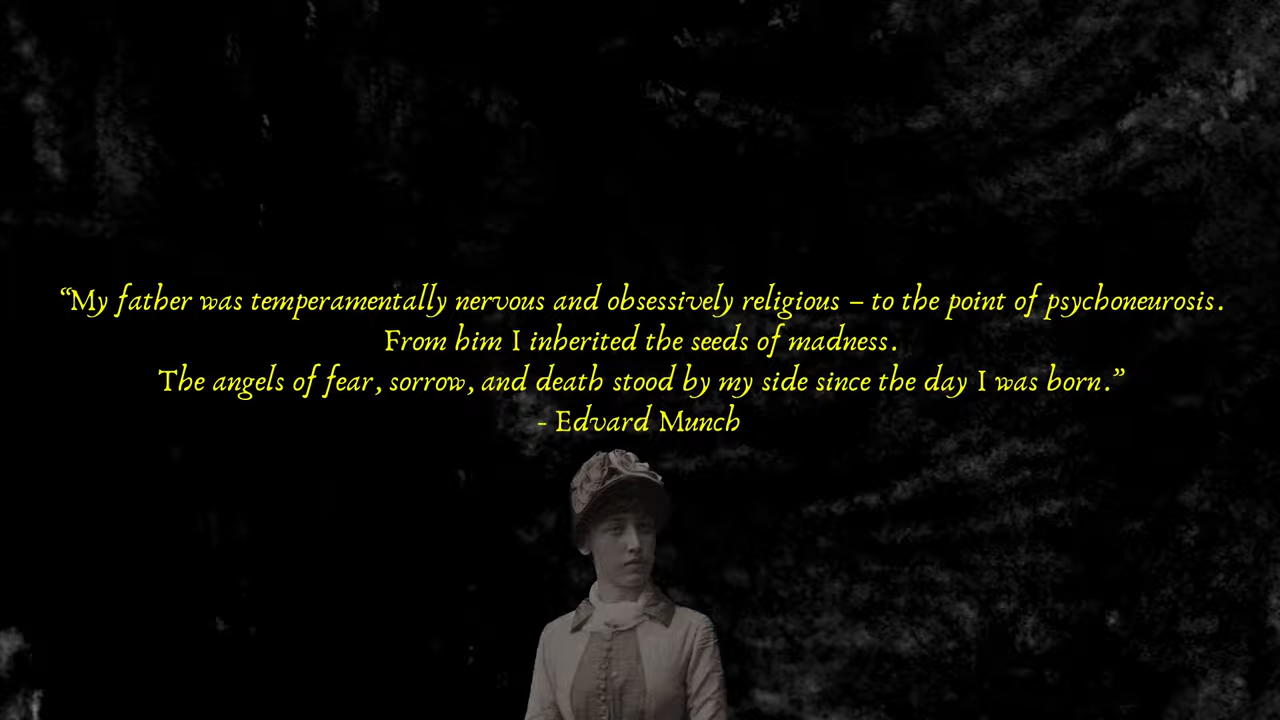 “My father was temperamentally nervous and obsessively religious – to the point of psychoneurosis.
From him I inherited the seeds of madness.
The angels of fear, sorrow, and death stood by my side since the day I was born.”
- Edvard Munch